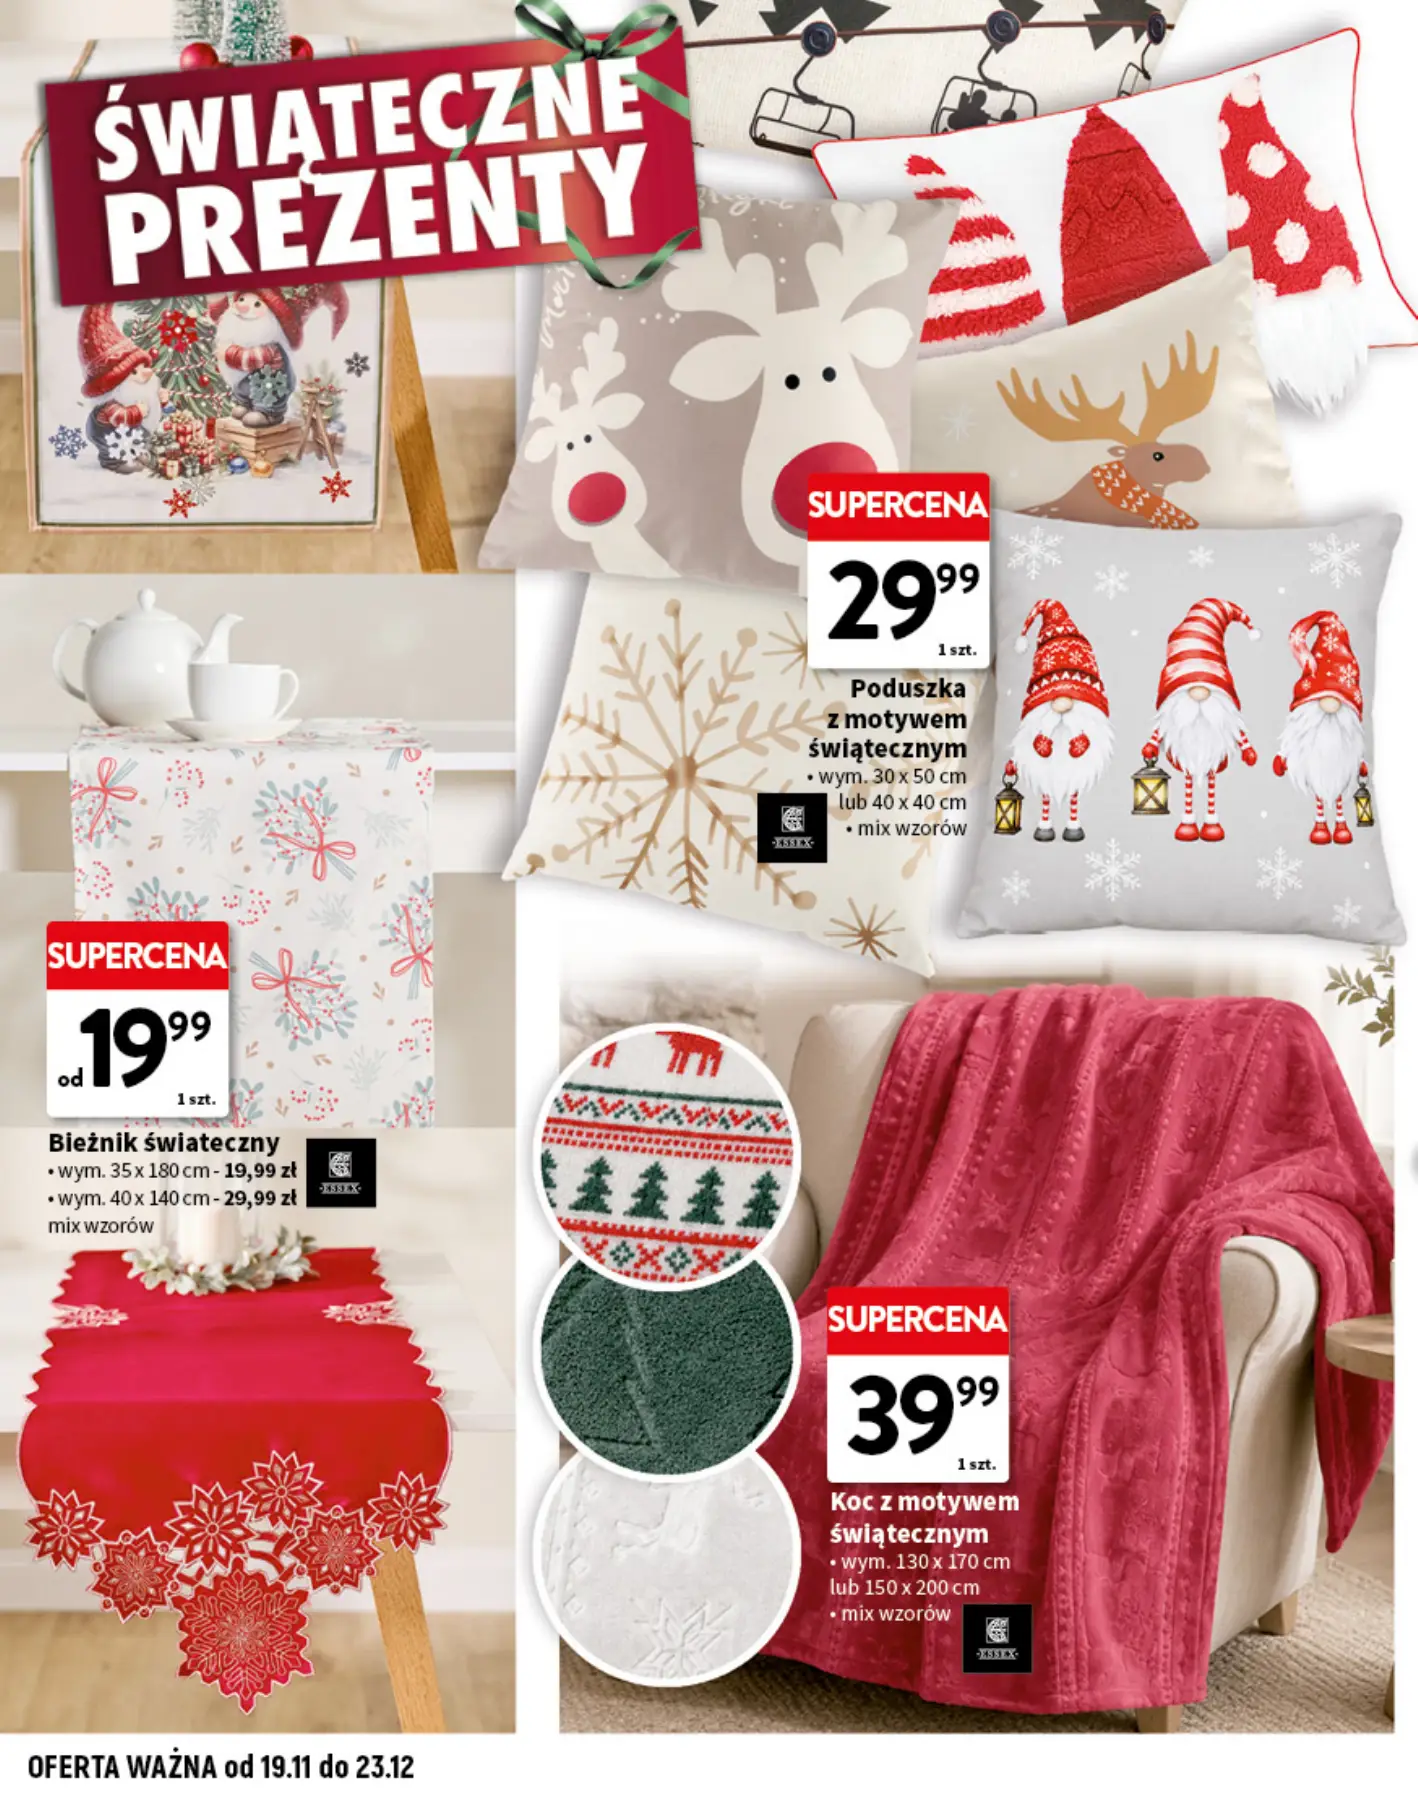 ŚWIĄTECZNE
PREZENTY
SUPERCENA
29 99
1 szt.
Poduszka
z motywem
świątecznym
• wym. 30 x 50 cm
lub 40 x 40 cm
• mix wzorów
ESSEX
SUPERCENA
od 19 99
1 szt.
Bieżnik świateczny
• wym. 35 x 180 cm - 19,99 zł
• wym. 40 x 140 cm - 29,99 zł
mix wzorów
ESSEX
SUPERCENA
39 99
1 szt.
Koc z motywem
świątecznym
• wym. 130 x 170 cm
lub 150 x 200 cm
• mix wzorów
ESSEX
OFERTA WAŻNA od 19.11 do 23.12